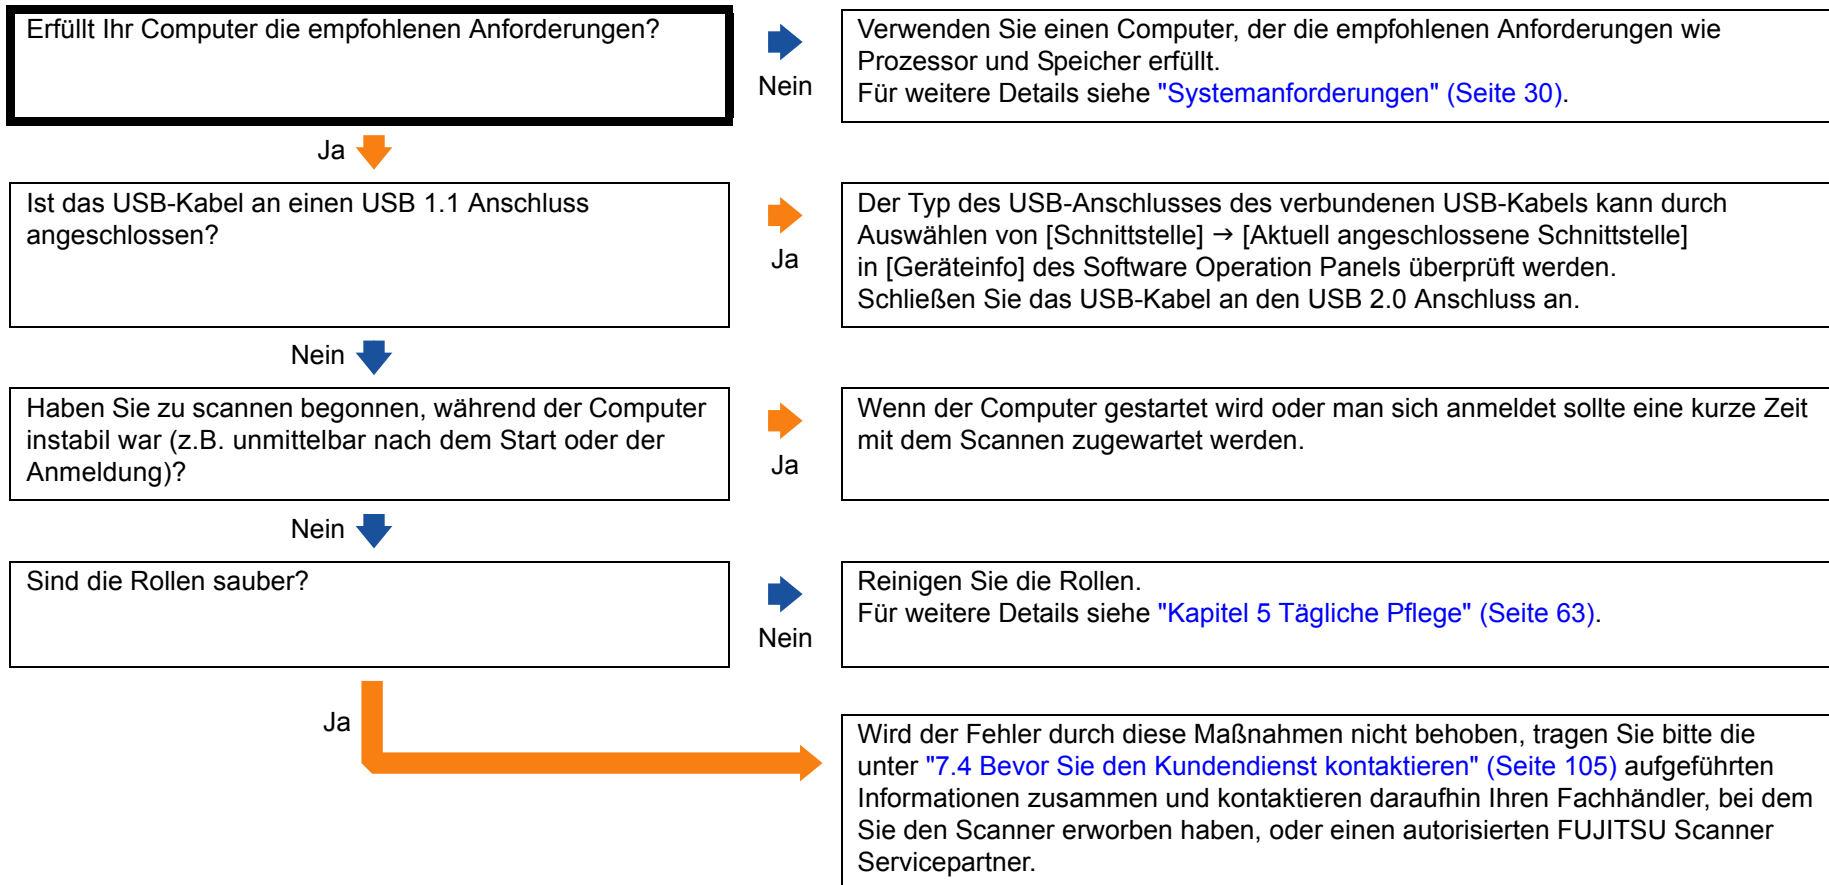 Erfüllt Ihr Computer die empfohlenen Anforderungen?
Nein
Verwenden Sie einen Computer, der die empfohlenen Anforderungen wie
Prozessor und Speicher erfüllt.
Für weitere Details siehe "Systemanforderungen" (Seite 30).
Ja
Ist das USB-Kabel an einen USB 1.1 Anschluss
angeschlossen?
Ja
Der Typ des USB-Anschlusses des verbundenen USB-Kabels kann durch
Auswählen von [Schnittstelle] → [Aktuell angeschlossene Schnittstelle]
in [Geräteinfo] des Software Operation Panels überprüft werden.
Schließen Sie das USB-Kabel an den USB 2.0 Anschluss an.
Nein
Haben Sie zu scannen begonnen, während der Computer
instabil war (z.B. unmittelbar nach dem Start oder der
Anmeldung)?
Ja
Wenn der Computer gestartet wird oder man sich anmeldet sollte eine kurze Zeit
mit dem Scannen zugewartet werden.
Nein
Sind die Rollen sauber?
Nein
Reinigen Sie die Rollen.
Für weitere Details siehe "Kapitel 5 Tägliche Pflege" (Seite 63).
Ja
Wird der Fehler durch diese Maßnahmen nicht behoben, tragen Sie bitte die
unter "7.4 Bevor Sie den Kundendienst kontaktieren" (Seite 105) aufgeführten
Informationen zusammen und kontaktieren daraufhin Ihren Fachhändler, bei dem
Sie den Scanner erworben haben, oder einen autorisierten FUJITSU Scanner
Servicepartner.